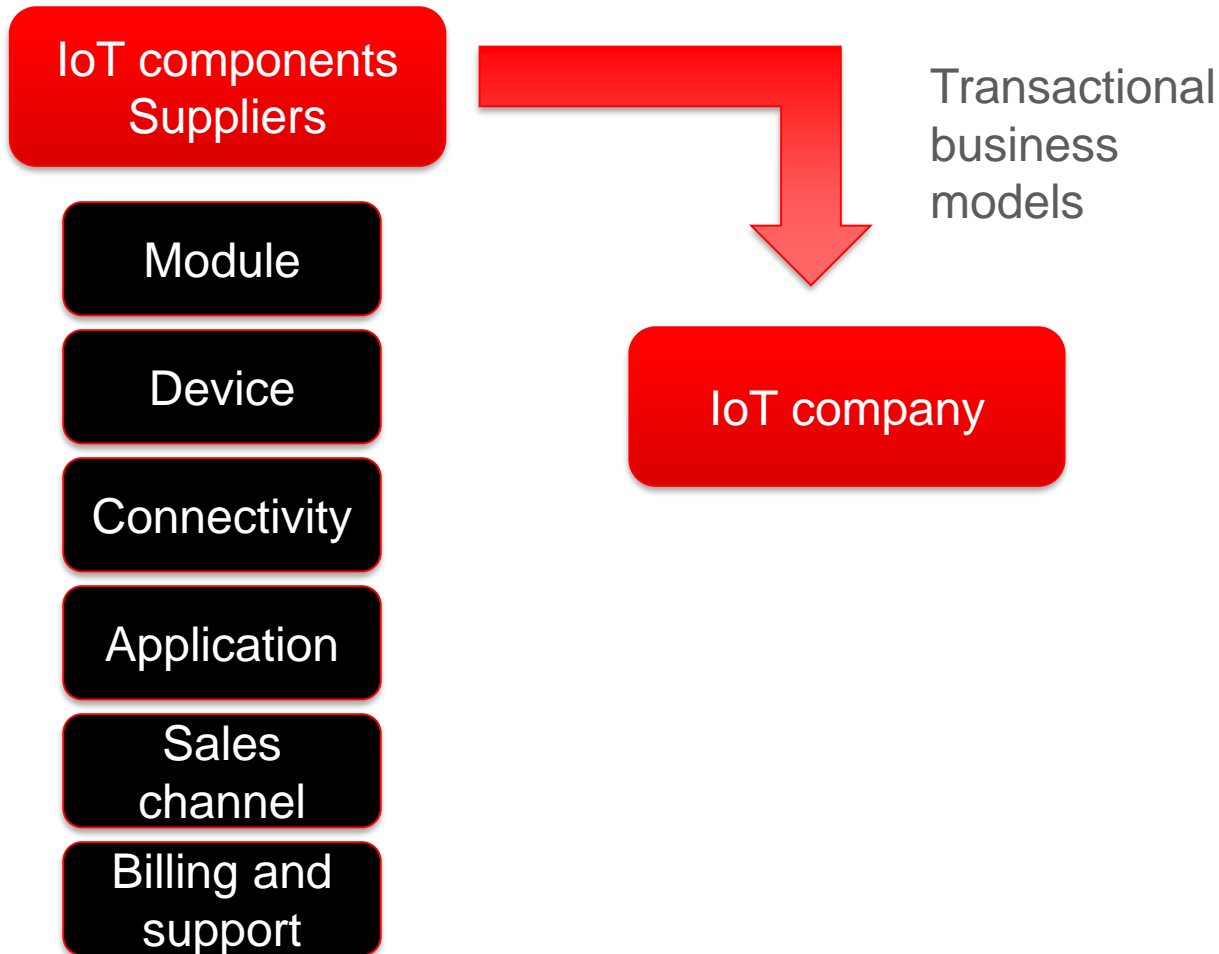 IoT components
Suppliers
Transactional
business
models
Module
Device
IoT company
Connectivity
Application
Sales
channel
Billing and
support